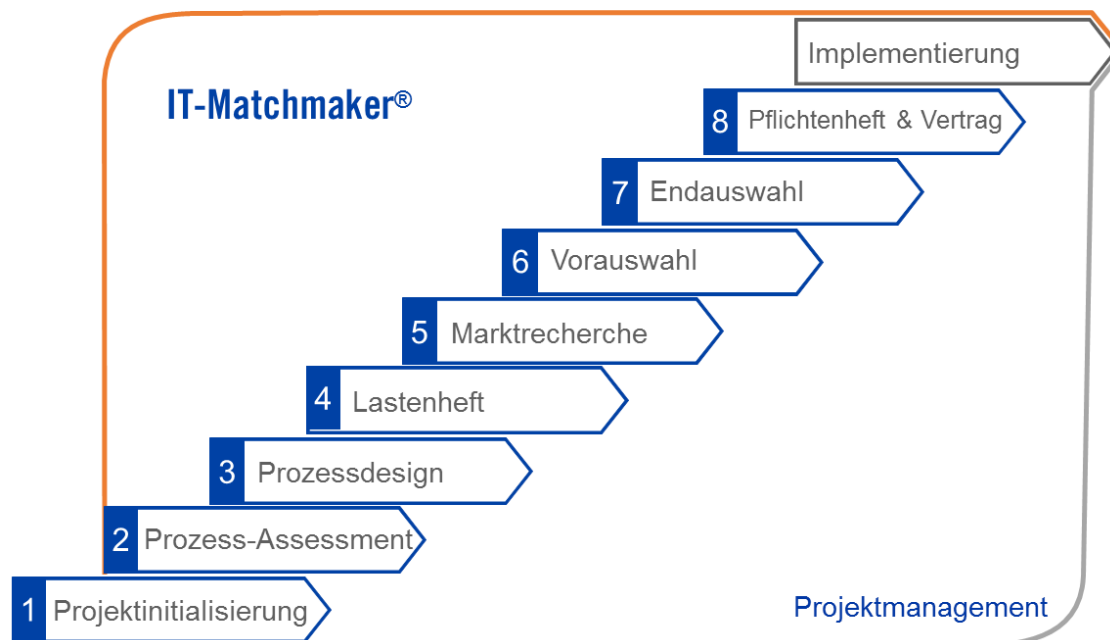 Implementierung
IT-Matchmaker®
8 Pflichtenheft & Vertrag
7 Endauswahl
6 Vorauswahl
5 Marktrecherche
4 Lastenheft
3 Prozessdesign
2 Prozess-Assessment
1 Projektinitialisierung
Projektmanagement